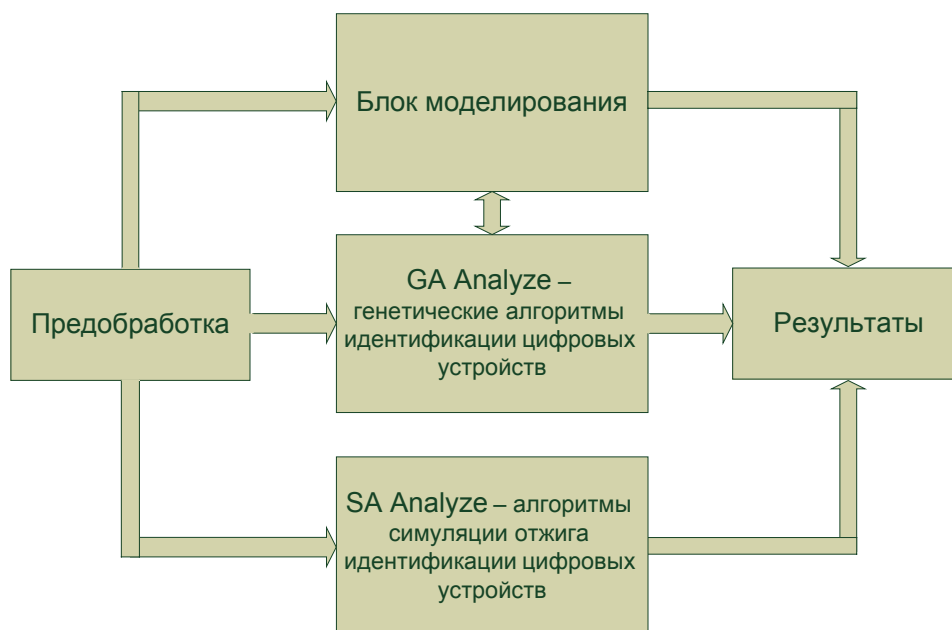 Блок моделирования
Предобработка
GA Analyze –
генетические алгоритмы
идентификации цифровых
устройств
Результаты
SA Analyze – алгоритмы
симуляции отжига
идентификации цифровых
устройств